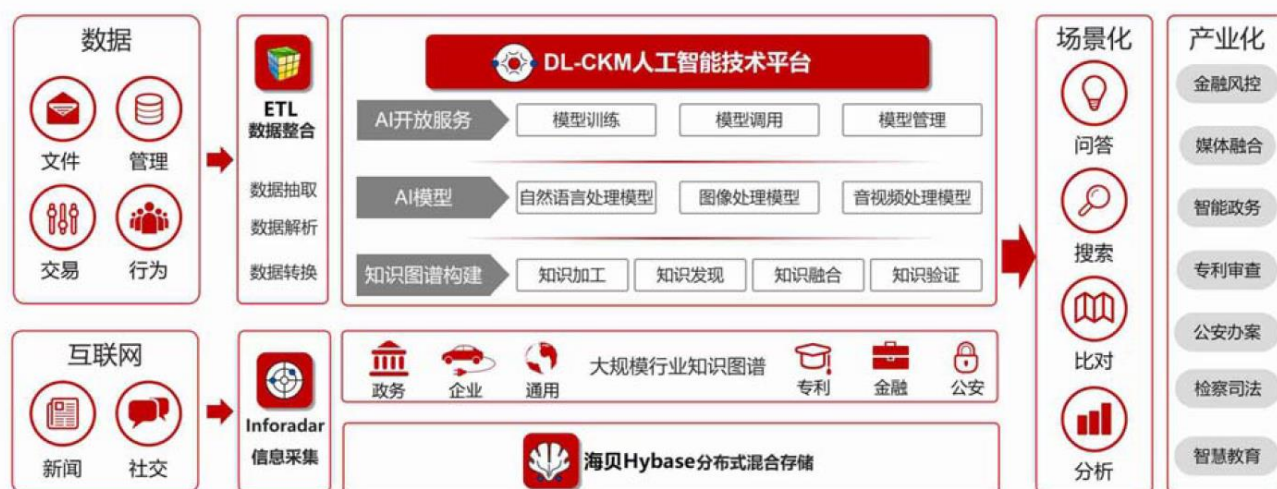 数据
文件
管理
交易
行为
互联网
新闻
社交
ETL
数据整合
数据抽取
数据解析
数据转换
Inforadar
信息采集
DL-CKM人工智能技术平台
AI开放服务
模型训练
模型调用
模型管理
AI模型
自然语言处理模型
图像处理模型
音视频处理模型
知识图谱构建
知识加工
知识发现
知识融合
知识验证
政务
企业
通用
大规模行业知识图谱
专利
金融
公安
海贝Hybase分布式混合存储
场景化
问答
搜索
比对
分析
产业化
金融风控
媒体融合
智能政务
专利审查
公安办案
检察司法
智慧教育